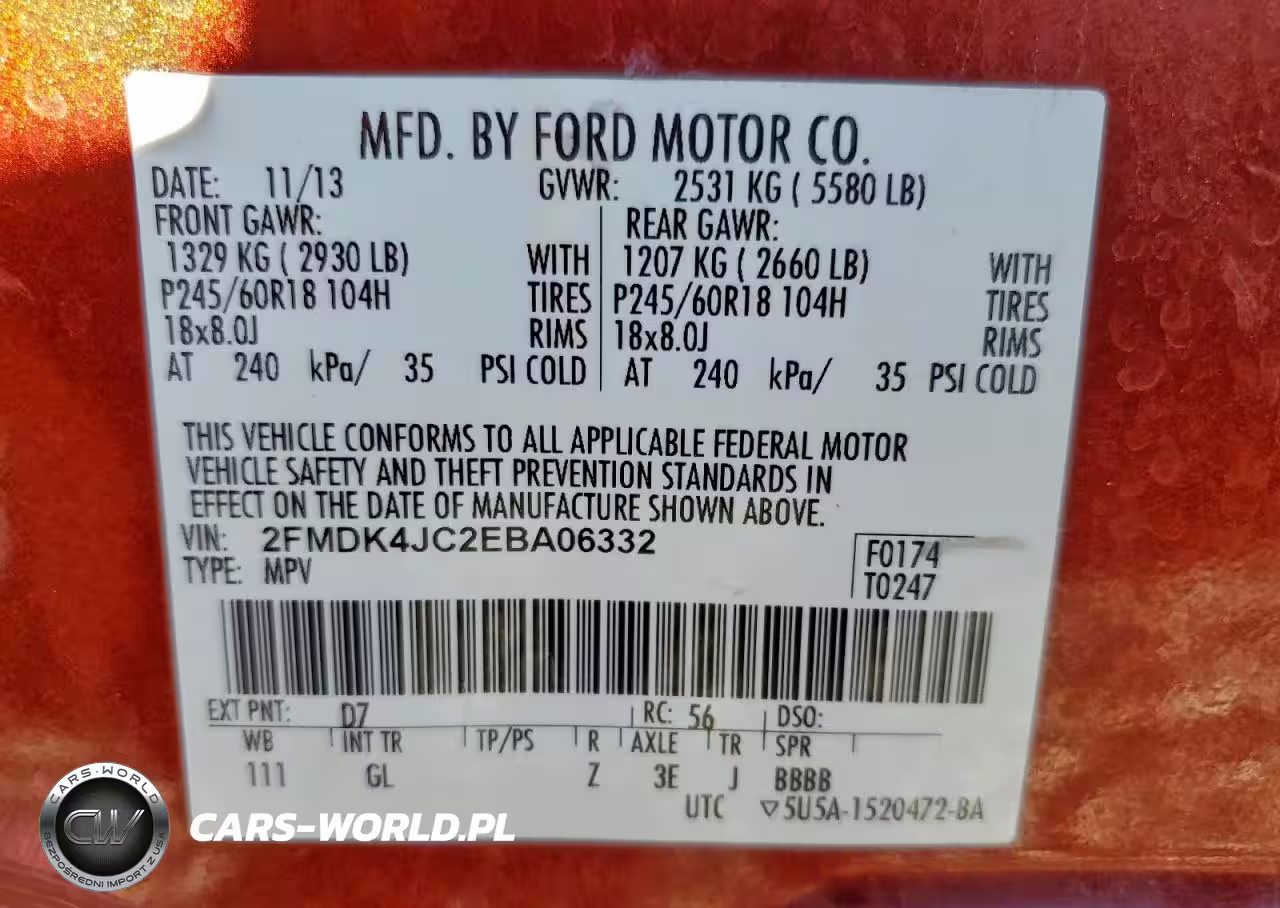 MFD. BY FORD MOTOR CO.
DATE: 11/13 GVWR: 2531 KG ( 5580 LB)
FRONT GAWR: REAR GAWR:
1329 KG ( 2930 LB) WITH 1207 KG ( 2660 LB) WITH
P245/60R18 104H TIRES P245/60R18 104H TIRES
18x8.0J RIMS 18x8.0J RIMS
AT 240 kPa/ 35 PSI COLD AT 240 kPa/ 35 PSI COLD
THIS VEHICLE CONFORMS TO ALL APPLICABLE FEDERAL MOTOR
VEHICLE SAFETY AND THEFT PREVENTION STANDARDS IN
EFFECT ON THE DATE OF MANUFACTURE SHOWN ABOVE.
VIN: 2FMDK4JC2EBA06332
TYPE: MPV
F0174
T0247
EXT PNT: D7 RC: 56 DSO:
WB INT TR TP/PS R AXLE TR SPR
111 GL Z 3E J BBBB
UTC ▽5U5A-1520472-BA
CARS-WORLD
CW
BEZPOŚREDNI IMPORT Z USA
CARS-WORLD.PL